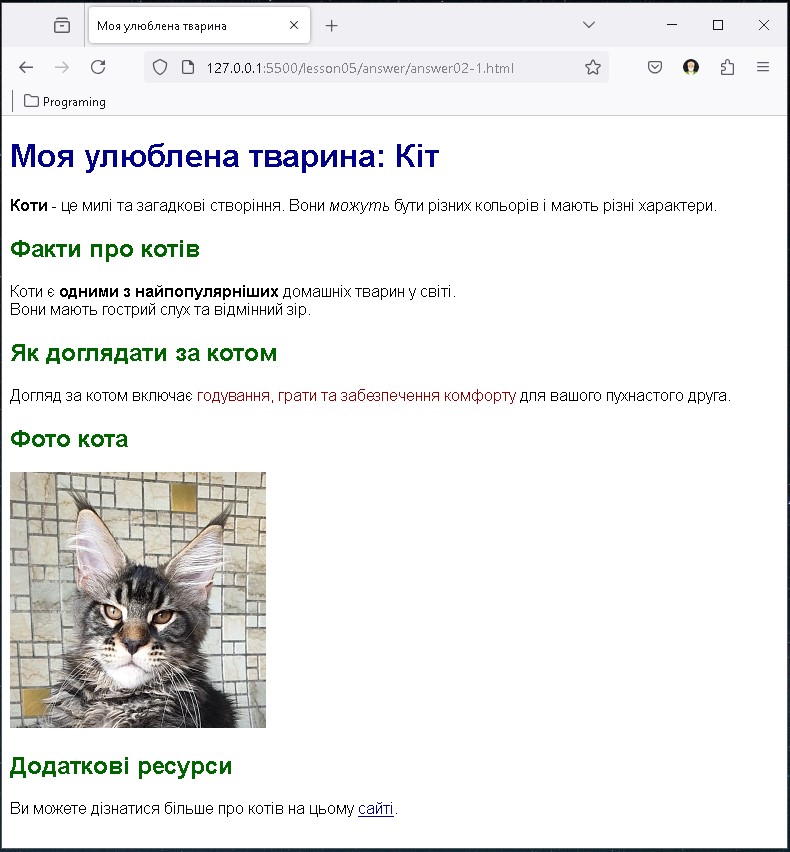 Моя улюблена тварина
127.0.0.1:5500/lesson05/answer/answer02-1.html
Programing
Моя улюблена тварина: Кіт
Коти - це милі та загадкові створіння. Вони можуть бути різних кольорів і мають різні характери.
Факти про котів
Коти є одними з найпопулярніших домашніх тварин у світі.
Вони мають гострий слух та відмінний зір.
Як доглядати за котом
Догляд за котом включає годування, грати та забезпечення комфорту для вашого пухнастого друга.
Фото кота
Додаткові ресурси
Ви можете дізнатися більше про котів на цьому сайті.